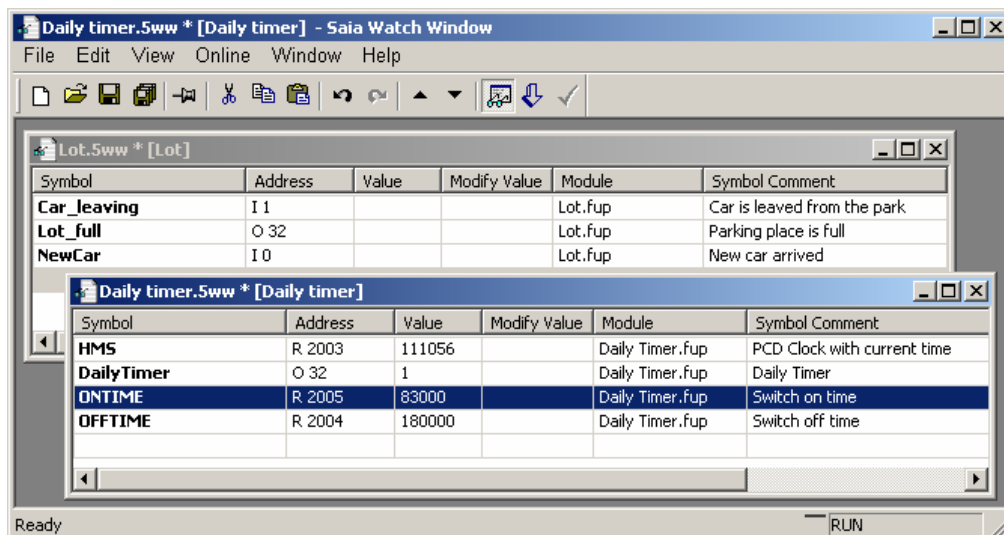 Daily timer.5ww * [Daily timer] - Saia Watch Window
File Edit View Online Window Help
Lot.5ww * [Lot]
Symbol Address Value Modify Value Module Symbol Comment
Car_leaving I 1 Lot.fup Car is leaved from the park
Lot_full O 32 Lot.fup Parking place is full
NewCar I 0 Lot.fup New car arrived
Daily timer.5ww * [Daily timer]
Symbol Address Value Modify Value Module Symbol Comment
HMS R 2003 111056 Daily Timer.fup PCD Clock with current time
DailyTimer O 32 1 Daily Timer.fup Daily Timer
ONTIME R 2005 83000 Daily Timer.fup Switch on time
OFFTIME R 2004 180000 Daily Timer.fup Switch off time
Ready RUN